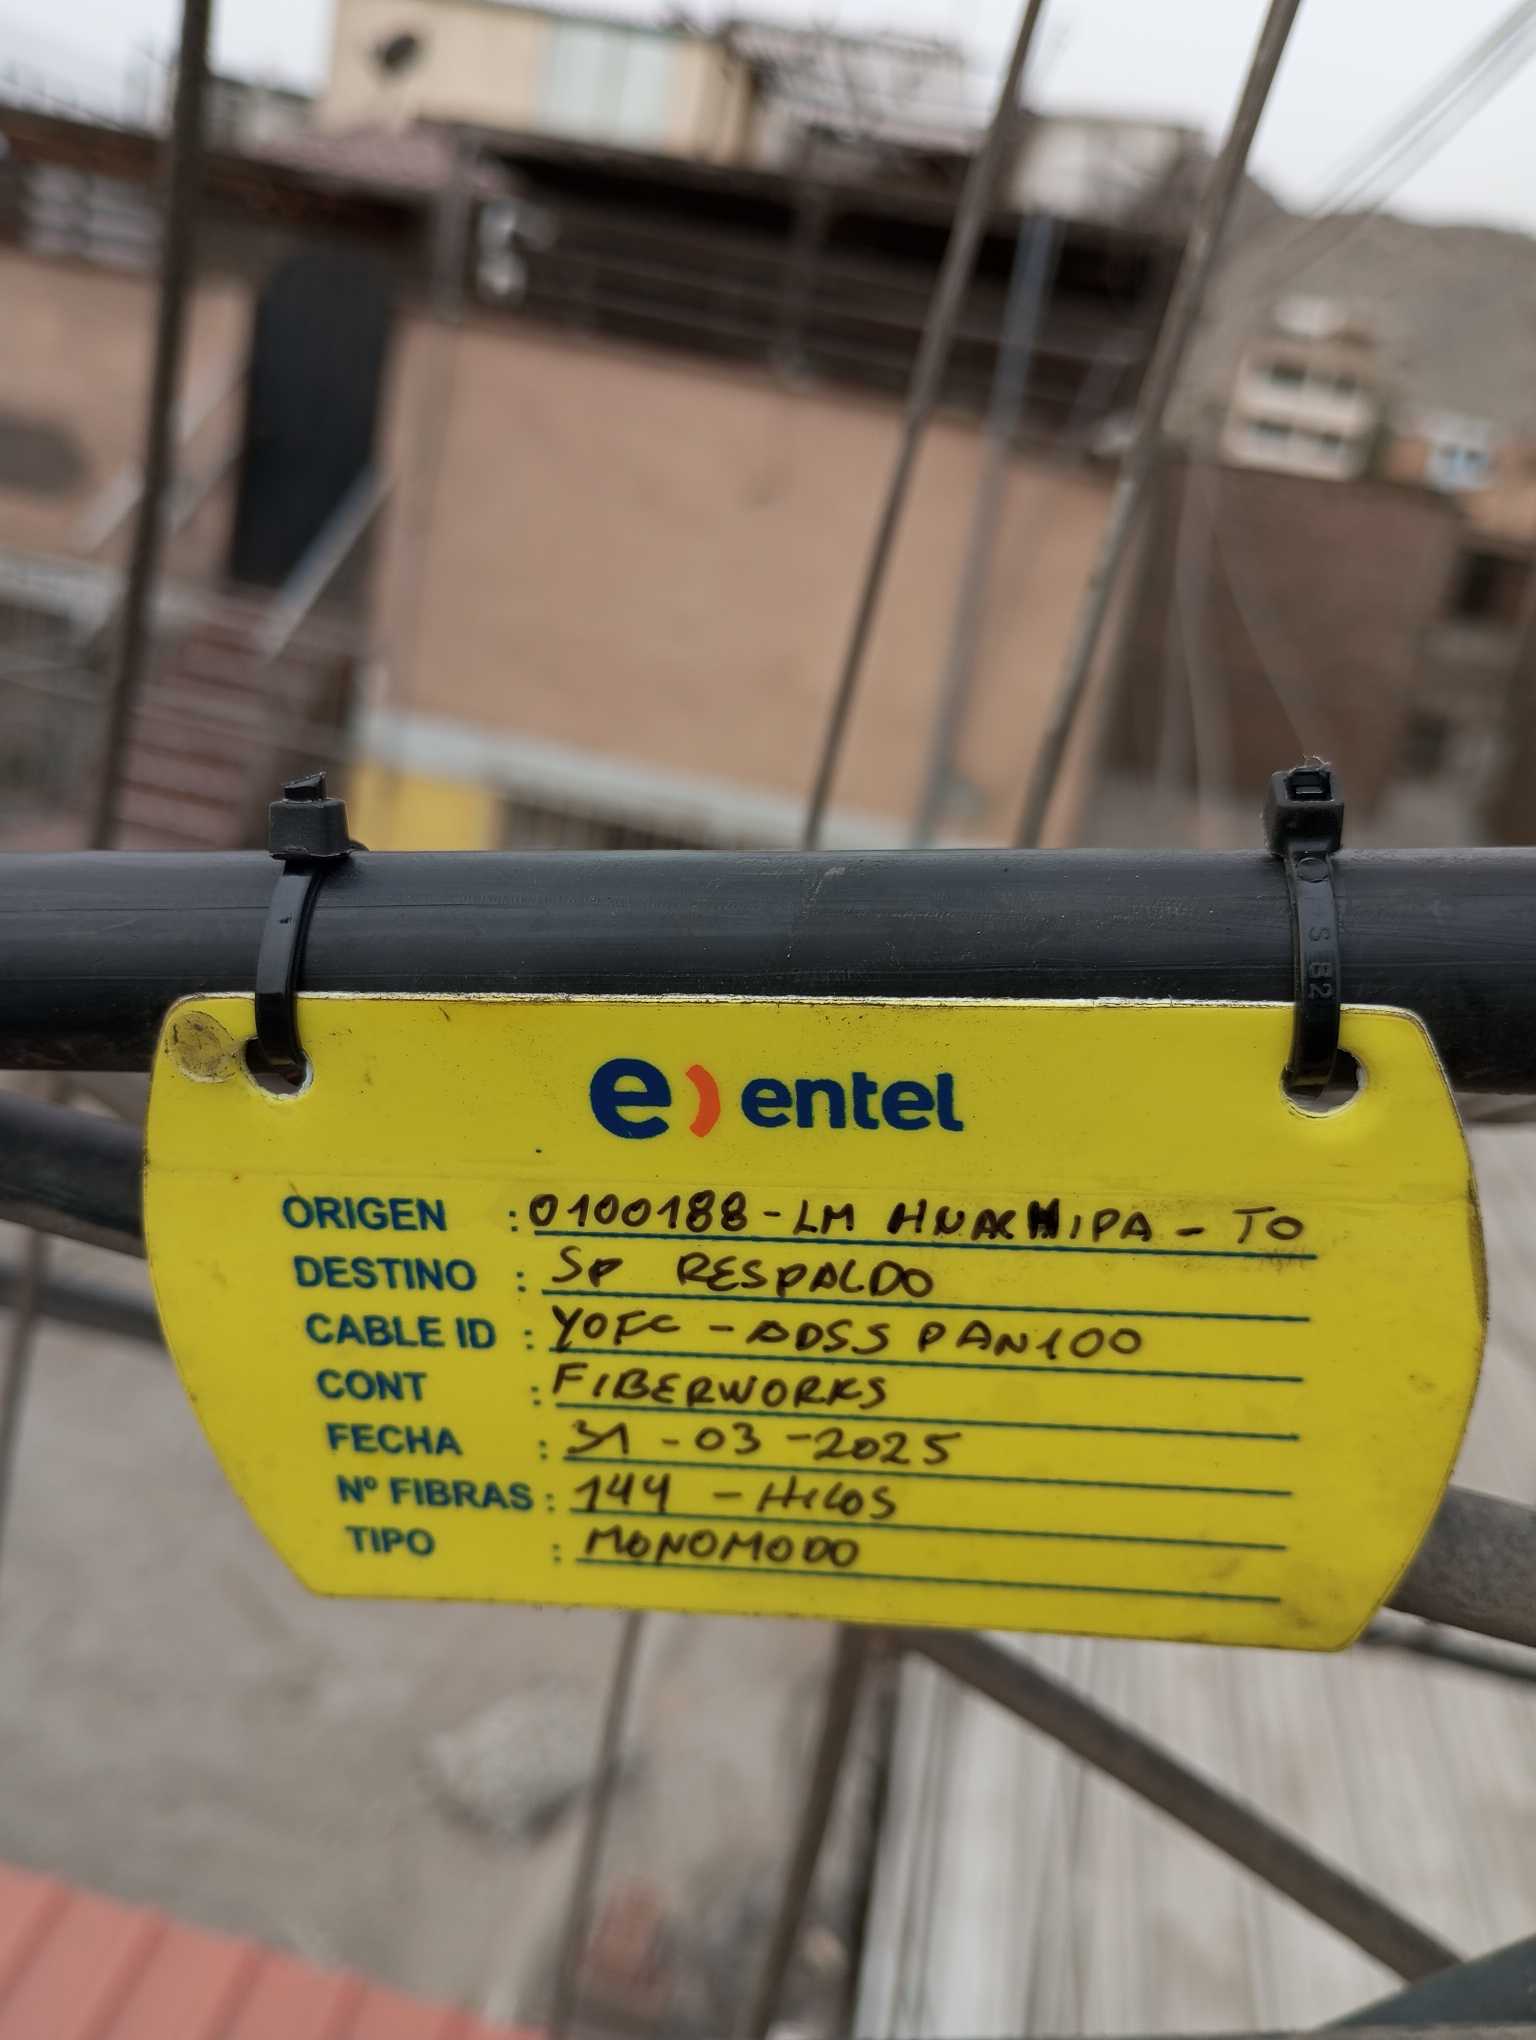 e) entel
ORIGEN : 0100188-LM HUACHIPA - TO
DESTINO : SP RESPALDO
CABLE ID : YOFC - ADSS PAN100
CONT : FIBERWORKS
FECHA : 31-03-2025
Nº FIBRAS : 144 - HILOS
TIPO : MONOMODO